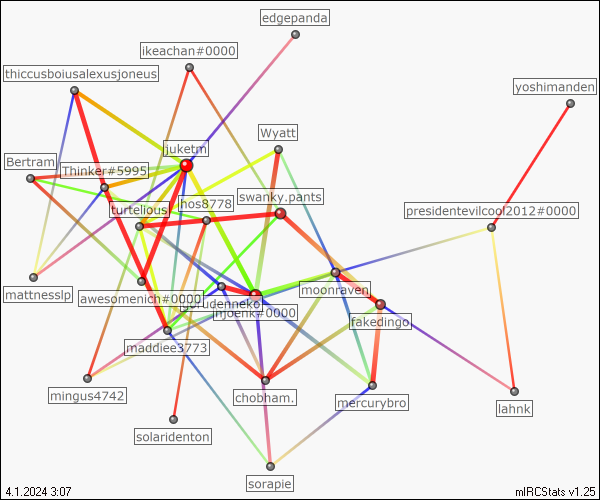 edgepanda
ikeachan#0000
thiccusboiusalexusjoneus
yoshimanden
Wyatt
juketm
Bertram
Thinker#5995
swanky.pants
hos8778
turtelious
presidentevilcool2012#0000
moonraven
mattnesslp
awesomenich#0000
gorudenneko
injoenk#0000
fakedingo
maddiee3773
mingus4742
chobham.
mercurybro
lahnk
solaridenton
sorapie
4.1.2024 3:07
mIRCStats v1.25